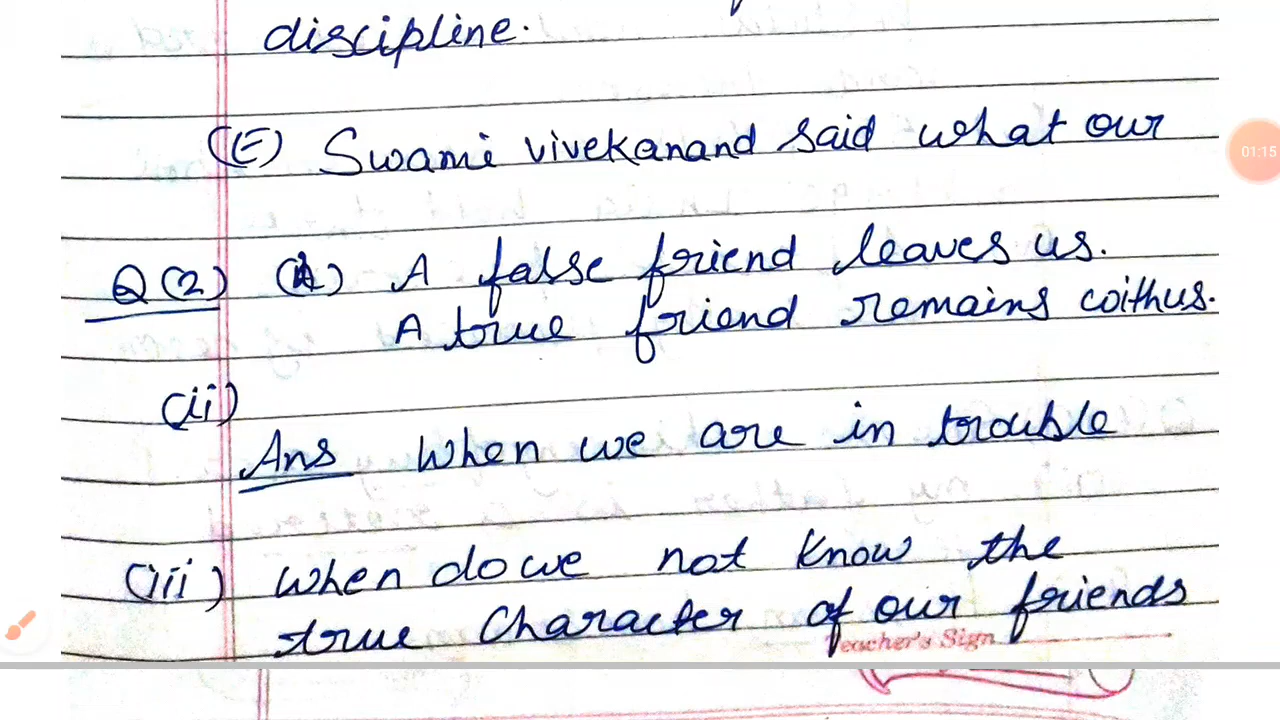 discipline.
(E) Swami vivekanand said what our
01:15
Q(2) (A) A false friend leaves us.
A true friend remains coithus.
(ii)
Ans When we are in trouble
(iii) When do we not know the
true Character of our friends
Teacher's Sign